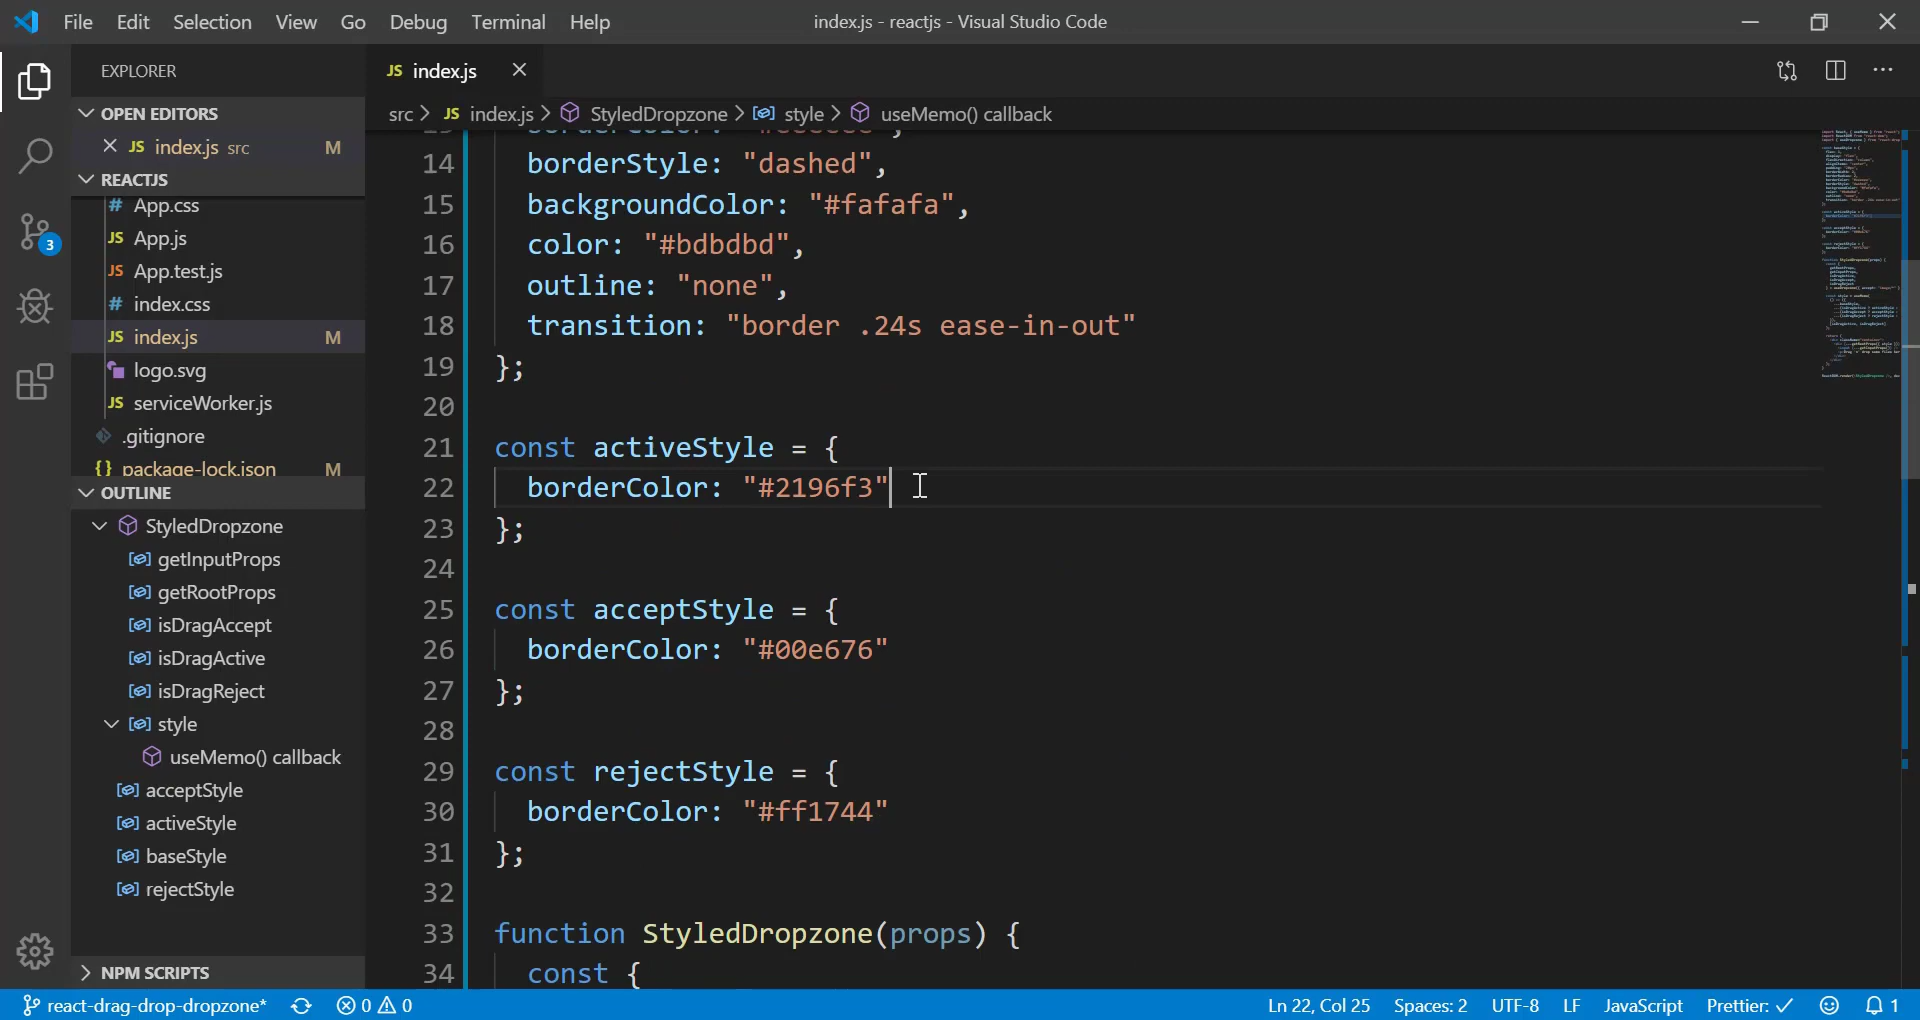 File Edit Selection View Go Debug Terminal Help
index.js - reactjs - Visual Studio Code
EXPLORER
OPEN EDITORS
JS index.js src M
REACTJS
# App.css
JS App.js
JS App.test.js
# index.css
JS index.js M
logo.svg
JS serviceWorker.js
.gitignore
{} package-lock.json M
OUTLINE
StyledDropzone
getInputProps
getRootProps
isDragAccept
isDragActive
isDragReject
style
useMemo() callback
acceptStyle
activeStyle
baseStyle
rejectStyle
NPM SCRIPTS
3
JS index.js
src > JS index.js > StyledDropzone > style > useMemo() callback
14 borderStyle: "dashed",
15 backgroundColor: "#fafafa",
16 color: "#bdbdbd",
17 outline: "none",
18 transition: "border .24s ease-in-out"
19 };
20
21 const activeStyle = {
22 borderColor: "#2196f3"
23 };
24
25 const acceptStyle = {
26 borderColor: "#00e676"
27 };
28
29 const rejectStyle = {
30 borderColor: "#ff1744"
31 };
32
33 function StyledDropzone(props) {
34 const {
react-drag-drop-dropzone* 0 0 Ln 22, Col 25 Spaces: 2 UTF-8 LF JavaScript Prettier: ✓ 1